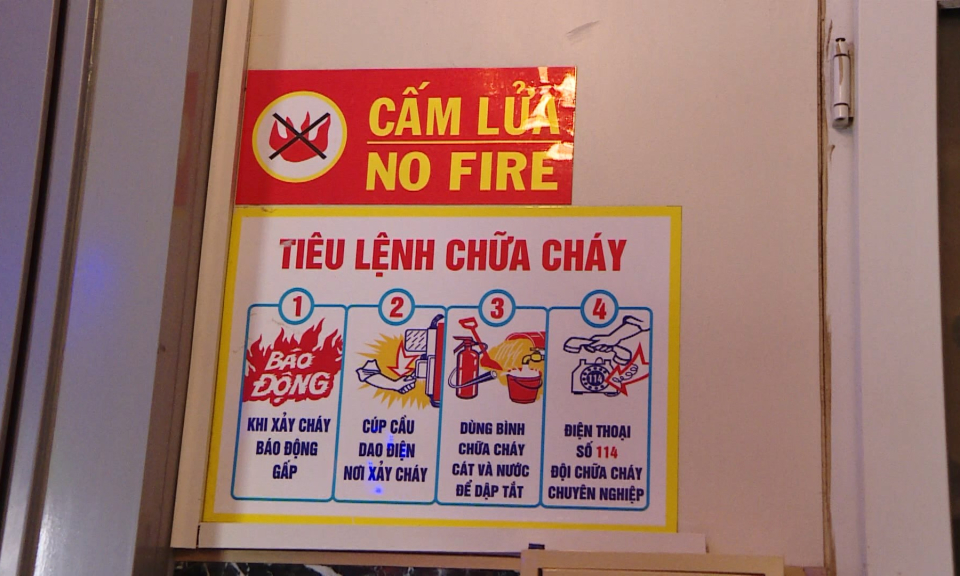 CẤM LỬA
NO FIRE
TIÊU LỆNH CHỮA CHÁY
1
BÁO
ĐỘNG
KHI XẢY CHÁY
BÁO ĐỘNG
GẤP
2
CÚP CẦU
DAO ĐIỆN
NƠI XẢY CHÁY
3
DÙNG BÌNH
CHỮA CHÁY
CÁT VÀ NƯỚC
ĐỂ DẬP TẮT
4
114
ĐIỆN THOẠI
SỐ 114
ĐỘI CHỮA CHÁY
CHUYÊN NGHIỆP